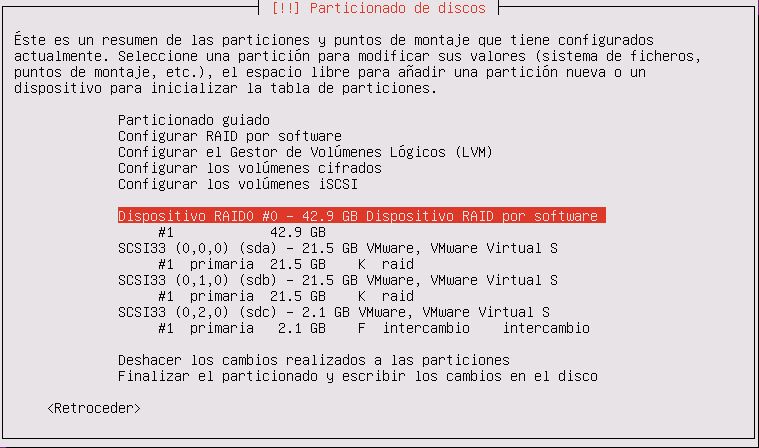 [!!] Particionado de discos
Éste es un resumen de las particiones y puntos de montaje que tiene configurados
actualmente. Seleccione una partición para modificar sus valores (sistema de ficheros,
puntos de montaje, etc.), el espacio libre para añadir una partición nueva o un
dispositivo para inicializar la tabla de particiones.
Particionado guiado
Configurar RAID por software
Configurar el Gestor de Volúmenes Lógicos (LVM)
Configurar los volúmenes cifrados
Configurar los volúmenes iSCSI
Dispositivo RAID0 #0 – 42.9 GB Dispositivo RAID por software
#1 42.9 GB
SCSI33 (0,0,0) (sda) – 21.5 GB VMware, VMware Virtual S
#1 primaria 21.5 GB K raid
SCSI33 (0,1,0) (sdb) – 21.5 GB VMware, VMware Virtual S
#1 primaria 21.5 GB K raid
SCSI33 (0,2,0) (sdc) – 2.1 GB VMware, VMware Virtual S
#1 primaria 2.1 GB F intercambio intercambio
Deshacer los cambios realizados a las particiones
Finalizar el particionado y escribir los cambios en el disco
<Retroceder>